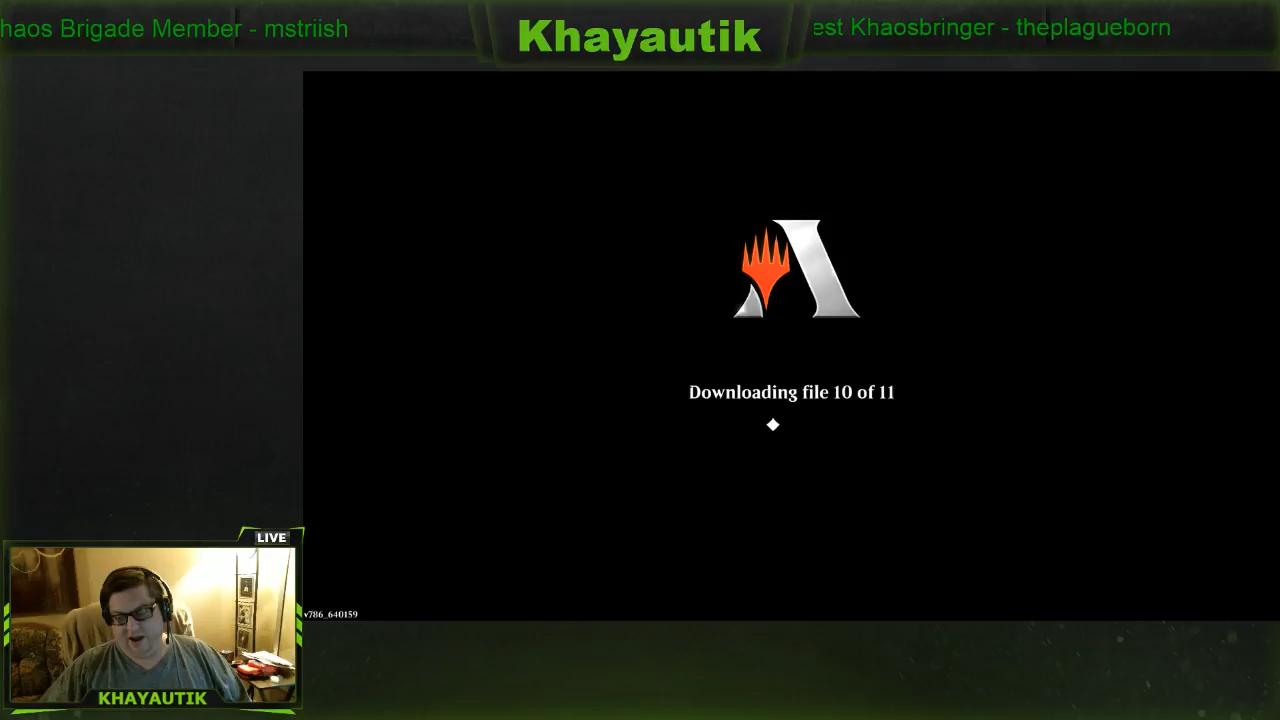 haos Brigade Member - mstriish
Khayautik
est Khaosbringer - theplagueborn
Downloading file 10 of 11
LIVE
v786_640159
KHAYAUTIK